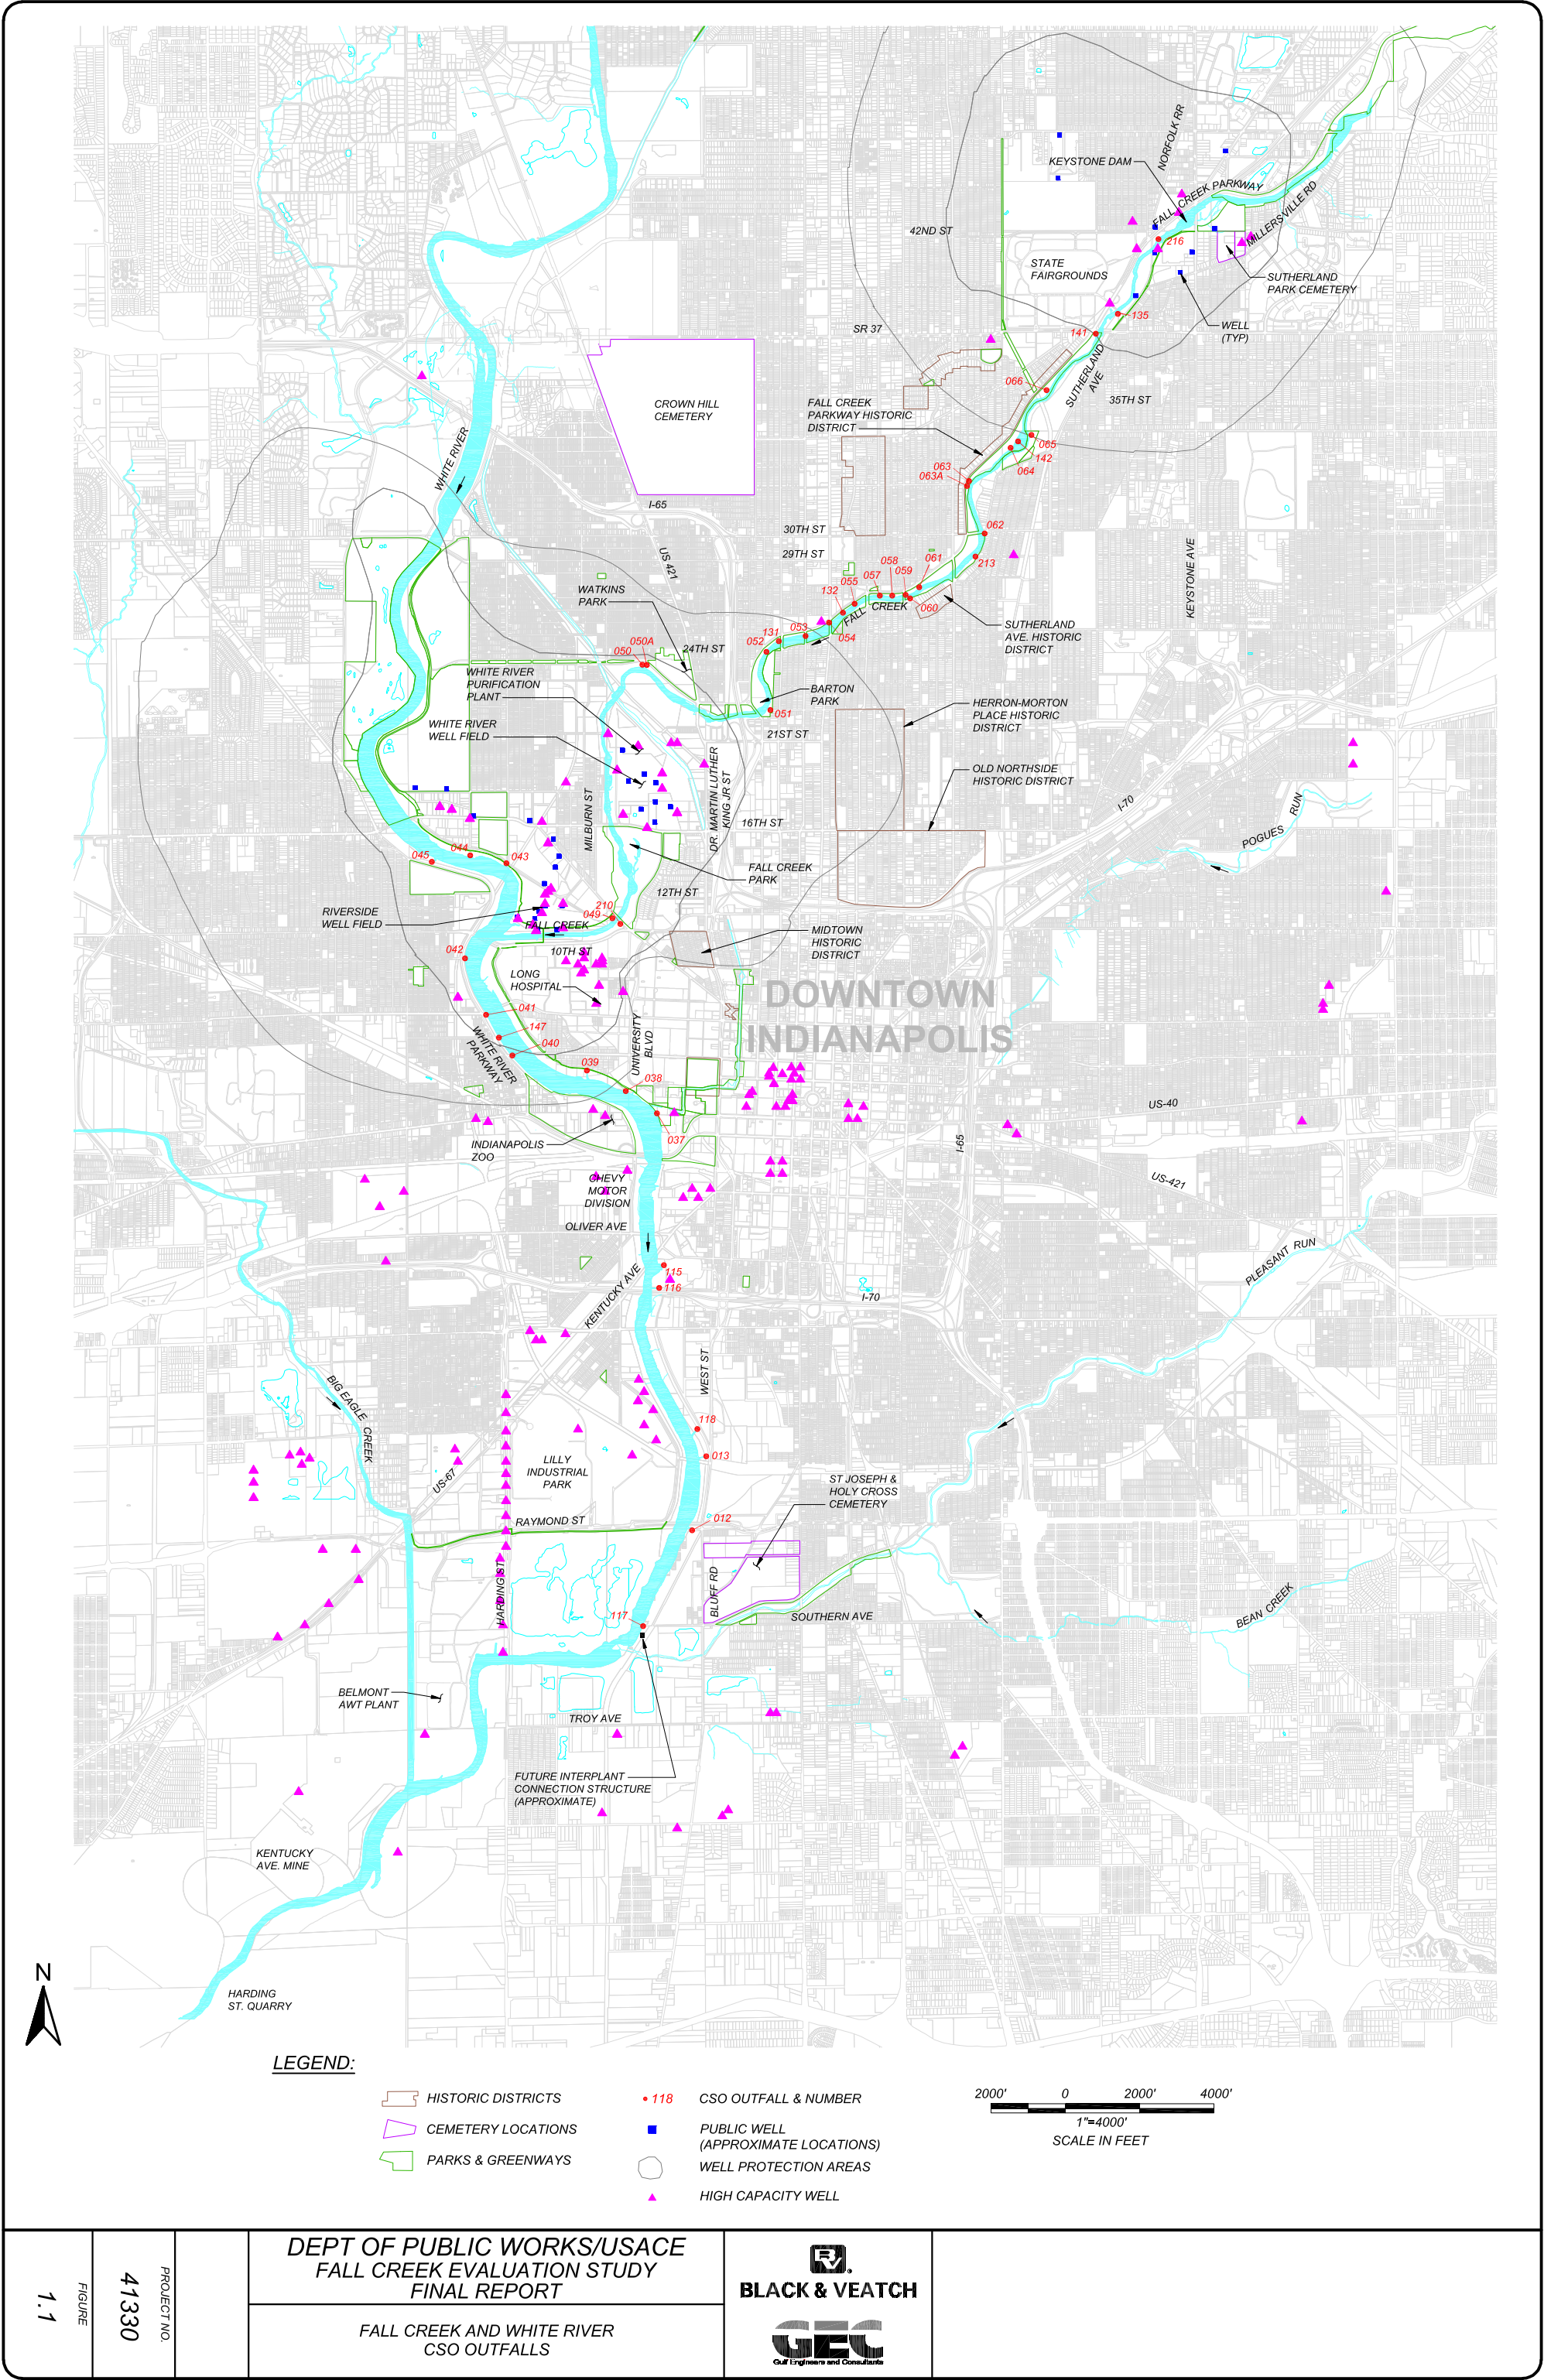 NORFOLK RR
KEYSTONE DAM
FALL CREEK PARKWAY
MILLERSVILLE RD
42ND ST
216
STATE
FAIRGROUNDS
SUTHERLAND
PARK CEMETERY
135
WELL
(TYP)
SR 37
141
SUTHERLAND
AVE
066
35TH ST
CROWN HILL
CEMETERY
FALL CREEK
PARKWAY HISTORIC
DISTRICT
WHITE RIVER
065
142
064
063
063A
I-65
30TH ST
062
29TH ST
US 421
213
KEYSTONE AVE
061
058
059
057
055
132
060
FALL
CREEK
WATKINS
PARK
SUTHERLAND
AVE. HISTORIC
DISTRICT
053
054
131
052
050A
050
24TH ST
WHITE RIVER
PURIFICATION
PLANT
BARTON
PARK
051
HERRON-MORTON
PLACE HISTORIC
DISTRICT
WHITE RIVER
WELL FIELD
21ST ST
DR. MARTIN LUTHER
KING JR ST
OLD NORTHSIDE
HISTORIC DISTRICT
I-70
POGUES
RUN
MILBURN ST
16TH ST
045
044
043
FALL CREEK
PARK
12TH ST
210
049
RIVERSIDE
WELL FIELD
FALL CREEK
MIDTOWN
HISTORIC
DISTRICT
042
10TH ST
LONG
HOSPITAL
DOWNTOWN
INDIANAPOLIS
041
147
040
WHITE RIVER
PARKWAY
UNIVERSITY
BLVD
039
038
037
US-40
I-65
INDIANAPOLIS
ZOO
CHEVY
MOTOR
DIVISION
US-421
OLIVER AVE
PLEASANT RUN
115
116
KENTUCKY AVE
I-70
WEST ST
BIG EAGLE
CREEK
118
013
LILLY
INDUSTRIAL
PARK
US-67
ST JOSEPH &
HOLY CROSS
CEMETERY
RAYMOND ST
012
HARDING ST
BLUFF RD
117
SOUTHERN AVE
BEAN CREEK
BELMONT
AWT PLANT
TROY AVE
FUTURE INTERPLANT
CONNECTION STRUCTURE
(APPROXIMATE)
KENTUCKY
AVE. MINE
N
HARDING
ST. QUARRY
LEGEND:
HISTORIC DISTRICTS
CEMETERY LOCATIONS
PARKS & GREENWAYS
118 CSO OUTFALL & NUMBER
PUBLIC WELL
(APPROXIMATE LOCATIONS)
WELL PROTECTION AREAS
HIGH CAPACITY WELL
2000' 0 2000' 4000'
1"=4000'
SCALE IN FEET
FIGURE
1.1
PROJECT NO.
41330
DEPT OF PUBLIC WORKS/USACE
FALL CREEK EVALUATION STUDY
FINAL REPORT
FALL CREEK AND WHITE RIVER
CSO OUTFALLS
BV
BLACK & VEATCH
GEC
Gulf Engineers and Consultants